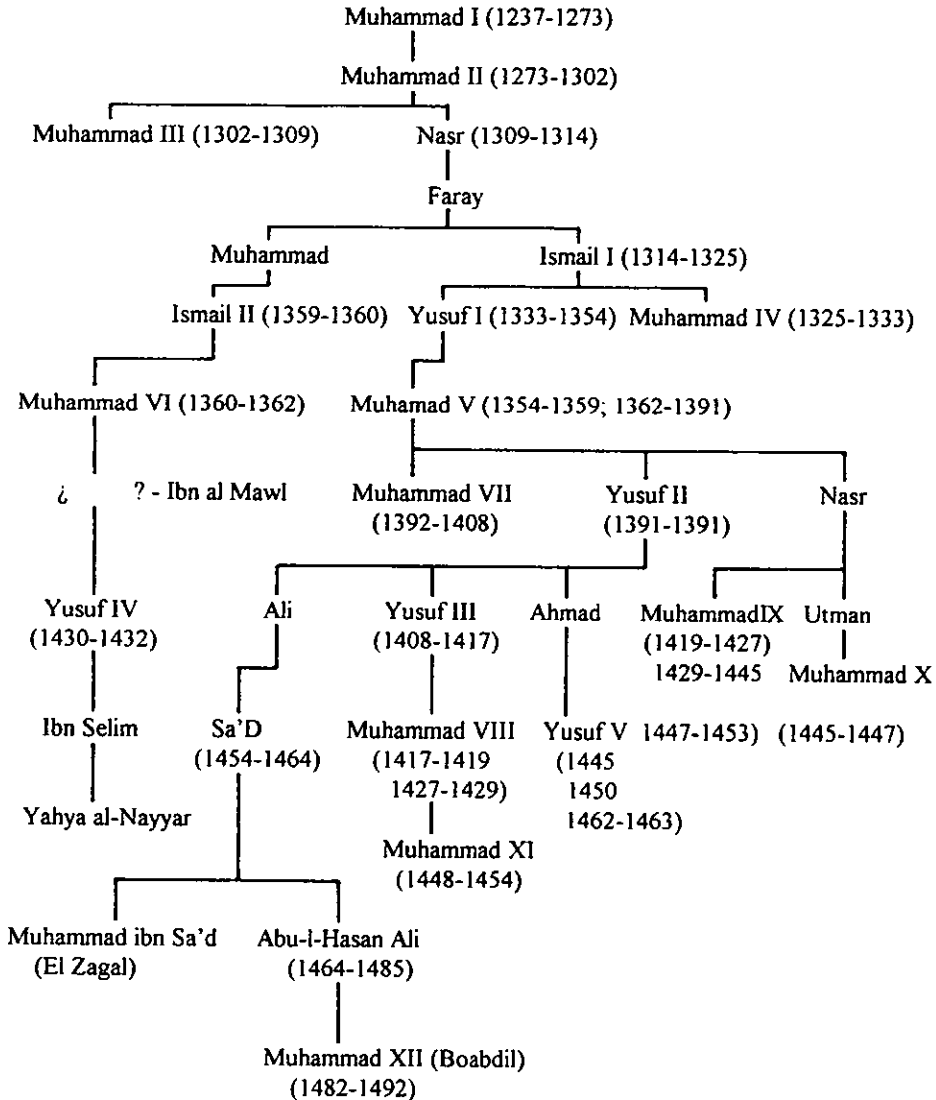 Muhammad I (1237-1273)
Muhammad II (1273-1302)
Muhammad III (1302-1309) Nasr (1309-1314)
Faray
Muhammad Ismail I (1314-1325)
Ismail II (1359-1360) Yusuf I (1333-1354) Muhammad IV (1325-1333)
Muhammad VI (1360-1362) Muhamad V (1354-1359; 1362-1391)
¿ ? - Ibn al Mawl Muhammad VII Yusuf II Nasr
(1392-1408) (1391-1391)
Yusuf IV Ali Yusuf III Ahmad MuhammadIX Utman
(1430-1432) (1408-1417) (1419-1427)
1429-1445 Muhammad X
Ibn Selim Sa'D Muhammad VIII Yusuf V 1447-1453) (1445-1447)
(1454-1464) (1417-1419 (1445
1427-1429) 1450
Yahya al-Nayyar 1462-1463)
Muhammad XI
(1448-1454)
Muhammad ibn Sa'd Abu-i-Hasan Ali
(El Zagal) (1464-1485)
Muhammad XII (Boabdil)
(1482-1492)